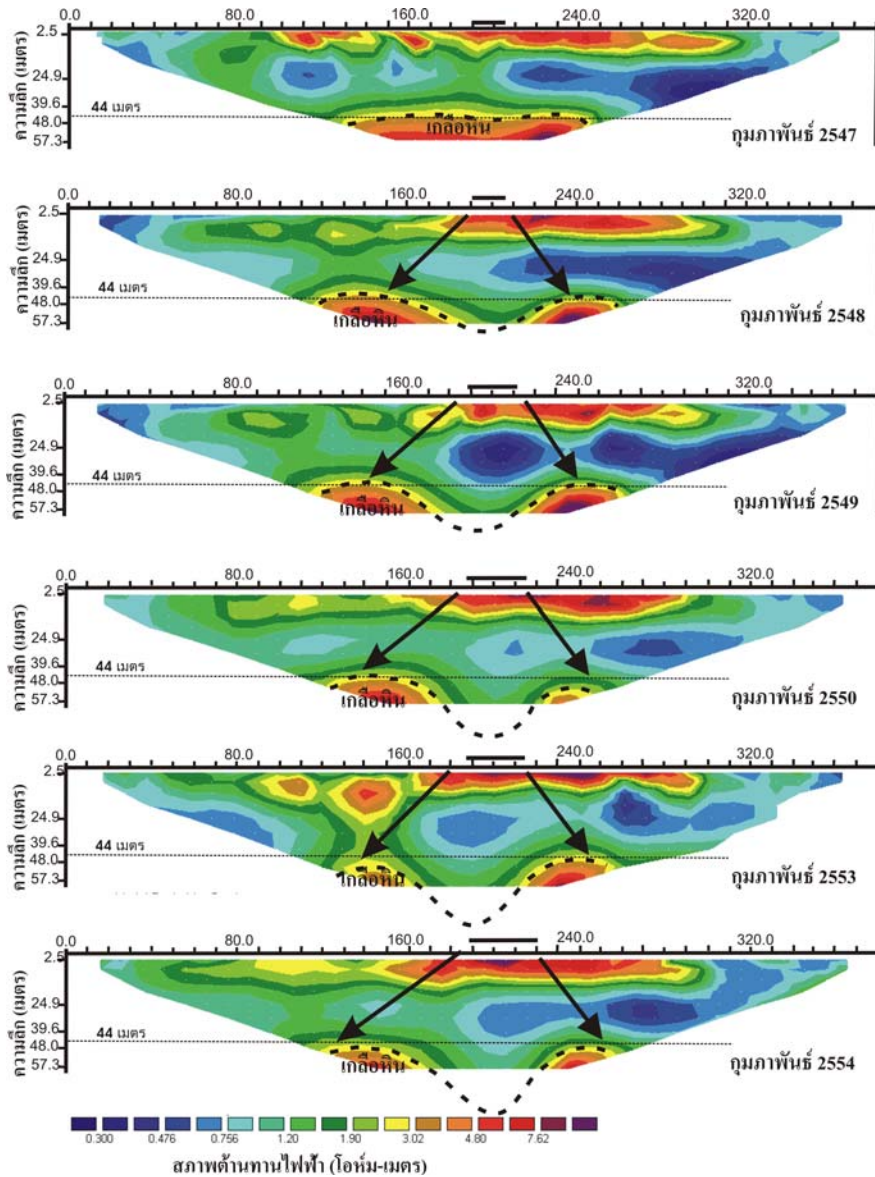 0.0 80.0 160.0 240.0 320.0
2.5
24.9
39.6
48.0
57.3
ความลึก (เมตร)
44 เมตร
เกลือหิน
กุมภาพันธ์ 2547
0.0 80.0 160.0 240.0 320.0
2.5
24.9
39.6
48.0
57.3
ความลึก (เมตร)
44 เมตร
เกลือหิน
กุมภาพันธ์ 2548
0.0 80.0 160.0 240.0 320.0
2.5
24.9
39.6
48.0
57.3
ความลึก (เมตร)
44 เมตร
เกลือหิน
กุมภาพันธ์ 2549
0.0 80.0 160.0 240.0 320.0
2.5
24.9
39.6
48.0
57.3
ความลึก (เมตร)
44 เมตร
เกลือหิน
กุมภาพันธ์ 2550
0.0 80.0 160.0 240.0 320.0
2.5
24.9
39.6
48.0
57.3
ความลึก (เมตร)
44 เมตร
เกลือหิน
กุมภาพันธ์ 2553
0.0 80.0 160.0 240.0 320.0
2.5
24.9
39.6
48.0
57.3
ความลึก (เมตร)
44 เมตร
เกลือหิน
กุมภาพันธ์ 2554
0.300 0.476 0.756 1.20 1.90 3.02 4.80 7.62
สภาพต้านทานไฟฟ้า (โอห์ม-เมตร)